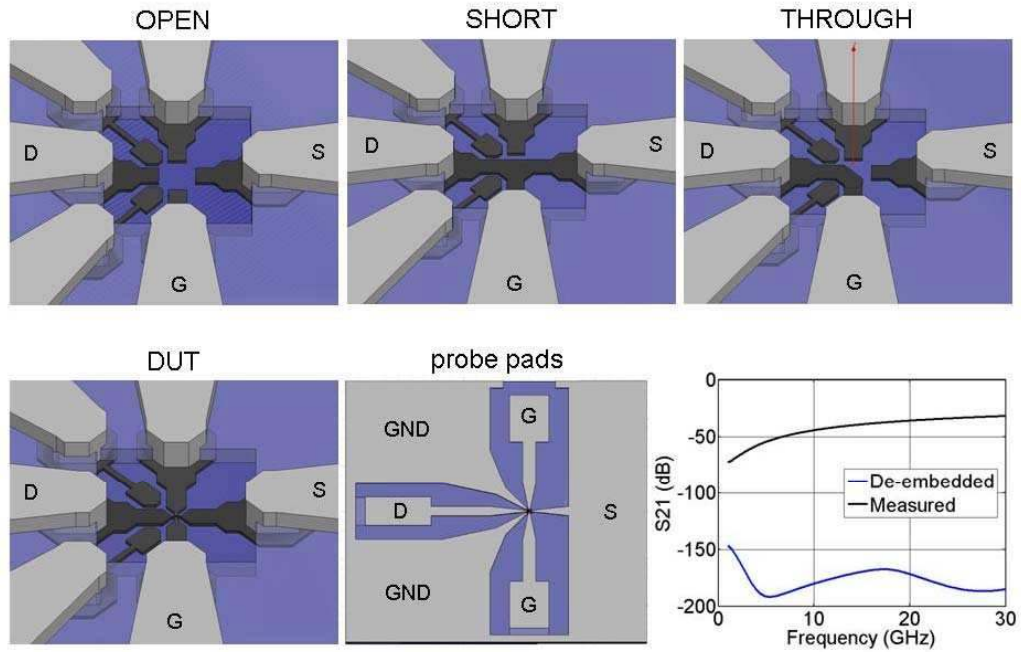 OPEN
SHORT
THROUGH
D
S
G
D
S
G
D
S
G
DUT
probe pads
D
S
G
GND
G
D
S
GND
G
0
-50
-100
-150
-200
S21 (dB)
De-embedded
Measured
10
20
30
Frequency (GHz)